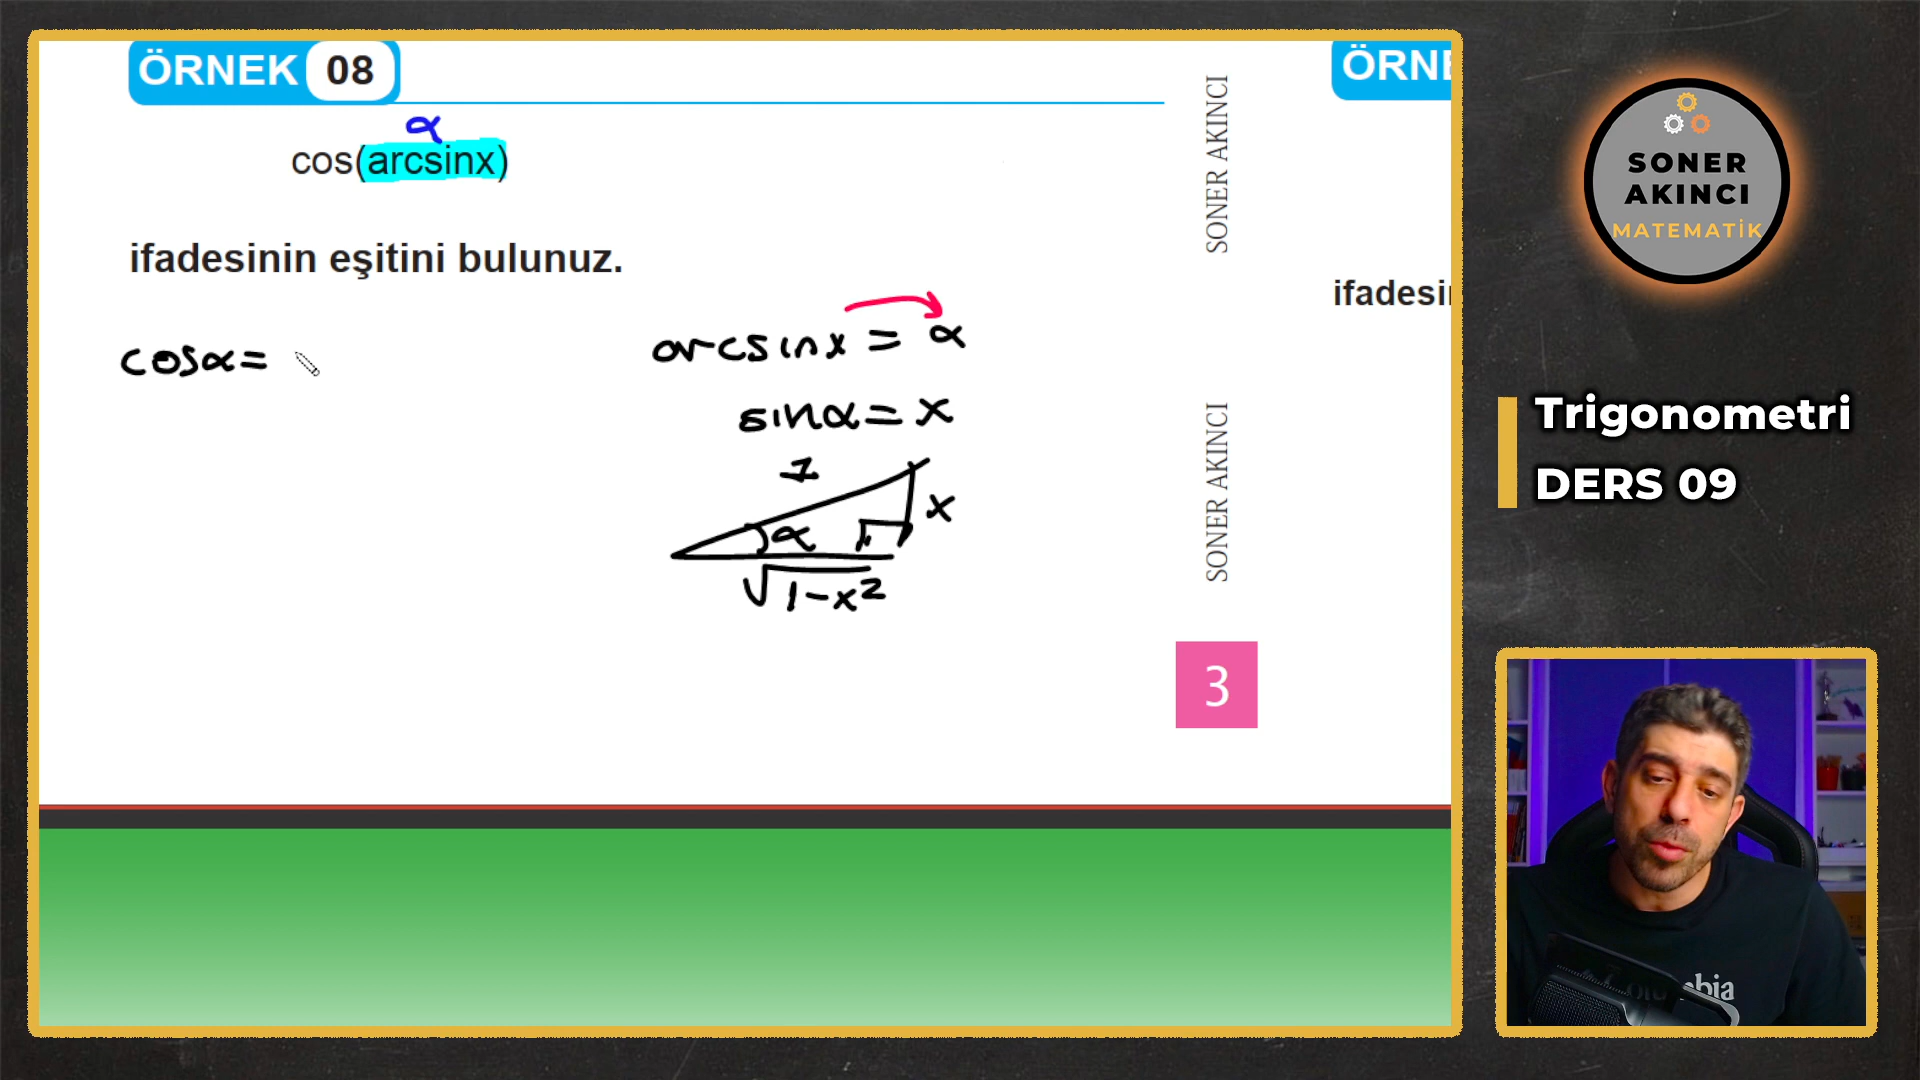 ÖRNEK 08
α
cos(arcsinx)
ifadesinin eşitini bulunuz.
cosα=
arcsinx = α
sinα = x
1
x
α
√1-x²
SONER AKINCI
SONER AKINCI
3
ÖRNE
ifadesi
SONER
AKINCI
MATEMATİK
Trigonometri
DERS 09